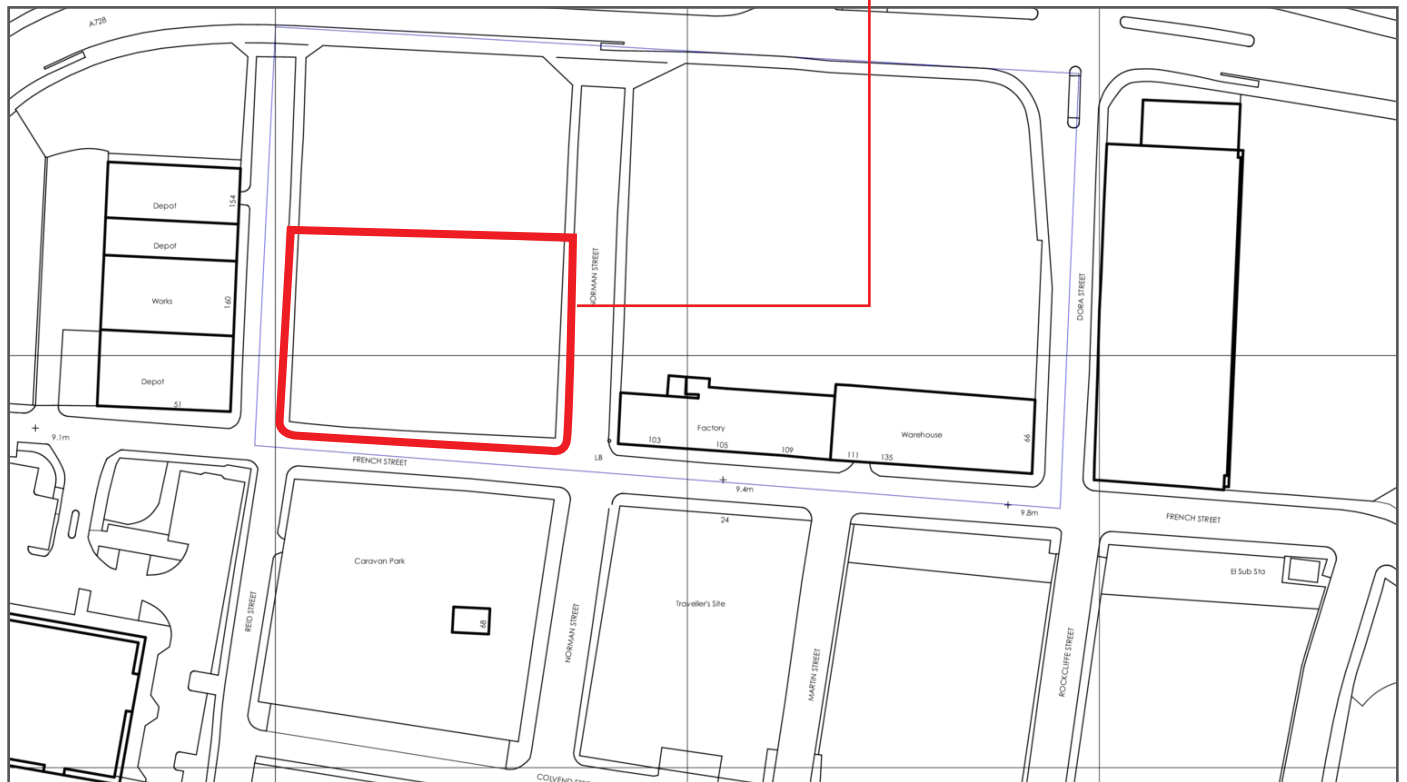 A728
154
Depot
Depot
NORMAN STREET
DORA STREET
Works
160
Depot
51
9.1m
Factory
103
105
109
Warehouse
66
111
135
LB
FRENCH STREET
9.4m
9.8m
FRENCH STREET
24
Caravan Park
El Sub Sta
Traveller's Site
REID STREET
68
NORMAN STREET
MARTIN STREET
ROCKCLIFFE STREET